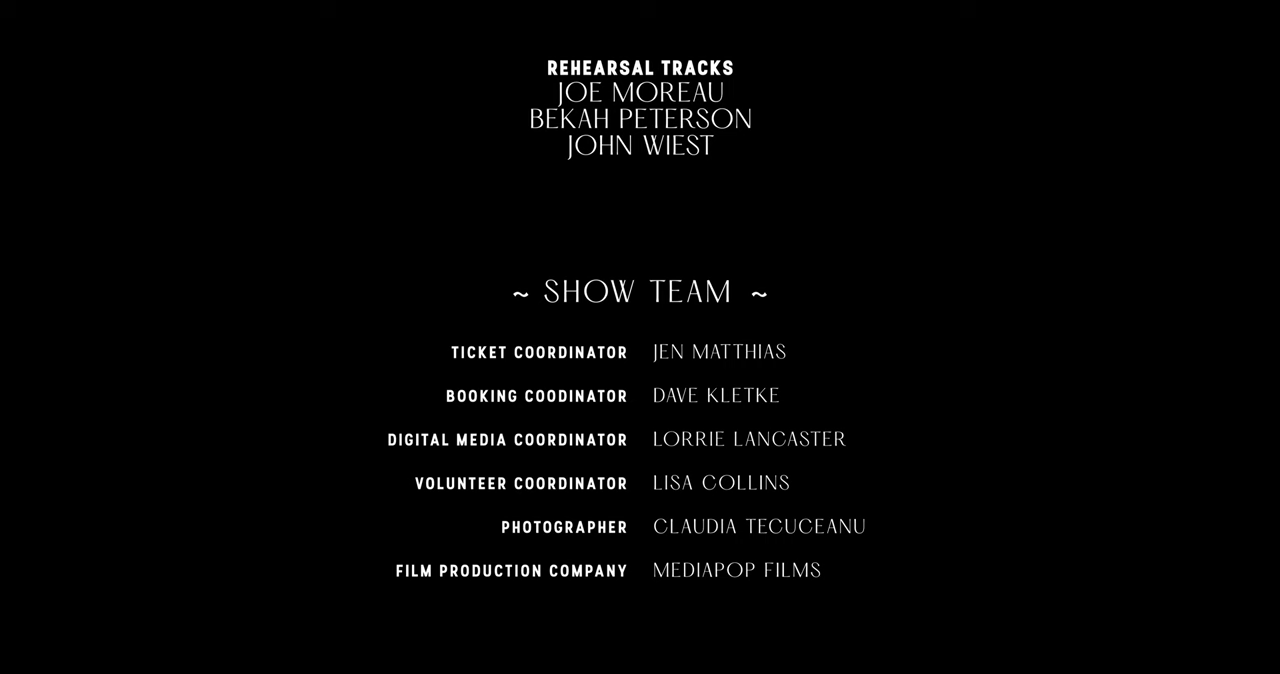 REHEARSAL TRACKS
JOE MOREAU
BEKAH PETERSON
JOHN WIEST
~ SHOW TEAM ~
TICKET COORDINATOR JEN MATTHIAS
BOOKING COODINATOR DAVE KLETKE
DIGITAL MEDIA COORDINATOR LORRIE LANCASTER
VOLUNTEER COORDINATOR LISA COLLINS
PHOTOGRAPHER CLAUDIA TECUCEANU
FILM PRODUCTION COMPANY MEDIAPOP FILMS